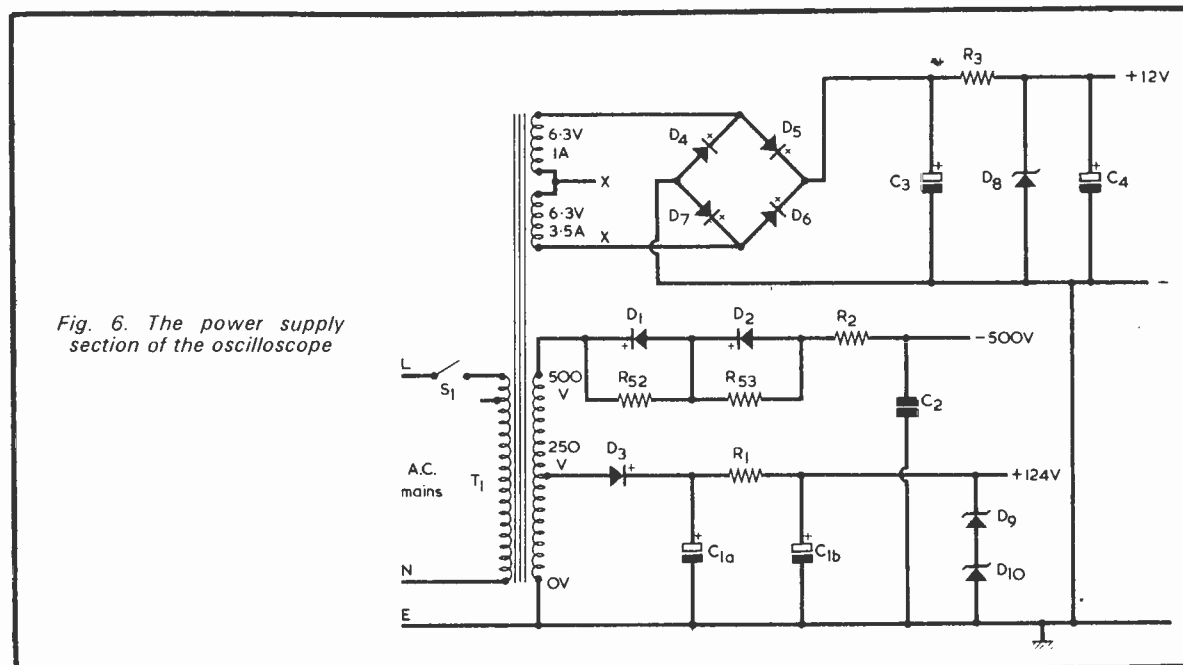 R3
+12V
6·3V
1A
D4
D5
X
C3
+
D8
+
C4
6·3V
3·5A
D7
D6
X
−
Fig. 6. The power supply
section of the oscilloscope
D1
D2
R2
−500V
+
+
L
S1
500
V
R52
R53
C2
250
V
D3
+
R1
+124V
A.C.
mains
T1
D9
+
C1a
+
C1b
D10
N
0V
E